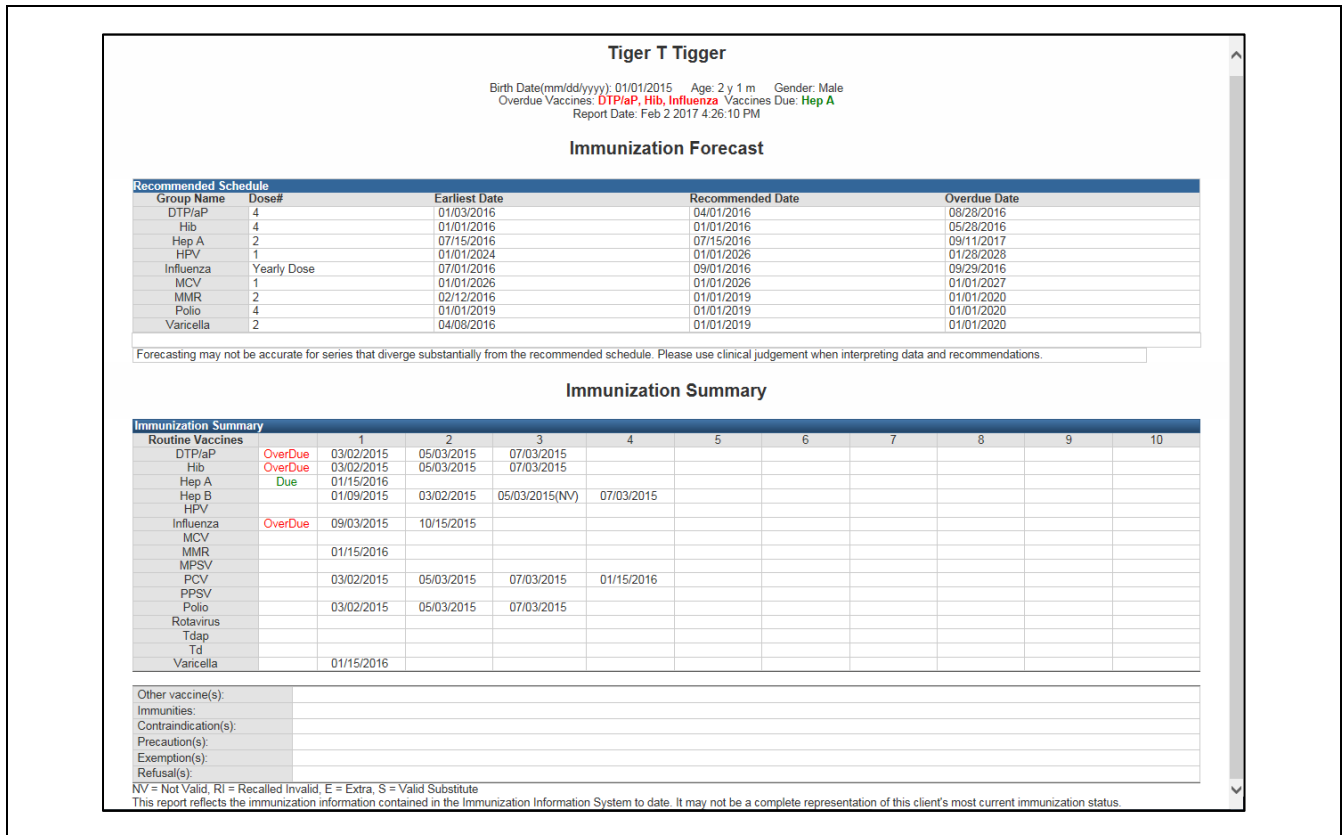 Tiger T Tigger
Birth Date(mm/dd/yyyy): 01/01/2015 Age: 2 y 1 m Gender: Male
Overdue Vaccines: DTP/aP, Hib, Influenza Vaccines Due: Hep A
Report Date: Feb 2 2017 4:26:10 PM
Immunization Forecast
Recommended Schedule
Group Name Dose# Earliest Date Recommended Date Overdue Date
DTP/aP 4 01/03/2016 04/01/2016 08/28/2016
Hib 4 01/01/2016 01/01/2016 05/28/2016
Hep A 2 07/15/2016 07/15/2016 09/11/2017
HPV 1 01/01/2024 01/01/2026 01/28/2028
Influenza Yearly Dose 07/01/2016 09/01/2016 09/29/2016
MCV 1 01/01/2026 01/01/2026 01/01/2027
MMR 2 02/12/2016 01/01/2019 01/01/2020
Polio 4 01/01/2019 01/01/2019 01/01/2020
Varicella 2 04/08/2016 01/01/2019 01/01/2020
Forecasting may not be accurate for series that diverge substantially from the recommended schedule. Please use clinical judgement when interpreting data and recommendations.
Immunization Summary
Immunization Summary
Routine Vaccines 1 2 3 4 5 6 7 8 9 10
DTP/aP OverDue 03/02/2015 05/03/2015 07/03/2015
Hib OverDue 03/02/2015 05/03/2015 07/03/2015
Hep A Due 01/15/2016
Hep B 01/09/2015 03/02/2015 05/03/2015(NV) 07/03/2015
HPV
Influenza OverDue 09/03/2015 10/15/2015
MCV
MMR 01/15/2016
MPSV
PCV 03/02/2015 05/03/2015 07/03/2015 01/15/2016
PPSV
Polio 03/02/2015 05/03/2015 07/03/2015
Rotavirus
Tdap
Td
Varicella 01/15/2016
Other vaccine(s):
Immunities:
Contraindication(s):
Precaution(s):
Exemption(s):
Refusal(s):
NV = Not Valid, RI = Recalled Invalid, E = Extra, S = Valid Substitute
This report reflects the immunization information contained in the Immunization Information System to date. It may not be a complete representation of this client's most current immunization status.